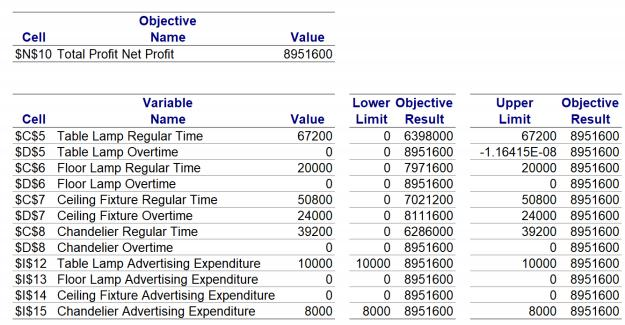 Objective
Cell Name Value
$N$10 Total Profit Net Profit 8951600
Variable Lower Objective Upper Objective
Cell Name Value Limit Result Limit Result
$C$5 Table Lamp Regular Time 67200 0 6398000 67200 8951600
$D$5 Table Lamp Overtime 0 0 8951600 -1.16415E-08 8951600
$C$6 Floor Lamp Regular Time 20000 0 7971600 20000 8951600
$D$6 Floor Lamp Overtime 0 0 8951600 0 8951600
$C$7 Ceiling Fixture Regular Time 50800 0 7021200 50800 8951600
$D$7 Ceiling Fixture Overtime 24000 0 8111600 24000 8951600
$C$8 Chandelier Regular Time 39200 0 6286000 39200 8951600
$D$8 Chandelier Overtime 0 0 8951600 0 8951600
$I$12 Table Lamp Advertising Expenditure 10000 10000 8951600 10000 8951600
$I$13 Floor Lamp Advertising Expenditure 0 0 8951600 0 8951600
$I$14 Ceiling Fixture Advertising Expenditure 0 0 8951600 0 8951600
$I$15 Chandelier Advertising Expenditure 8000 8000 8951600 8000 8951600